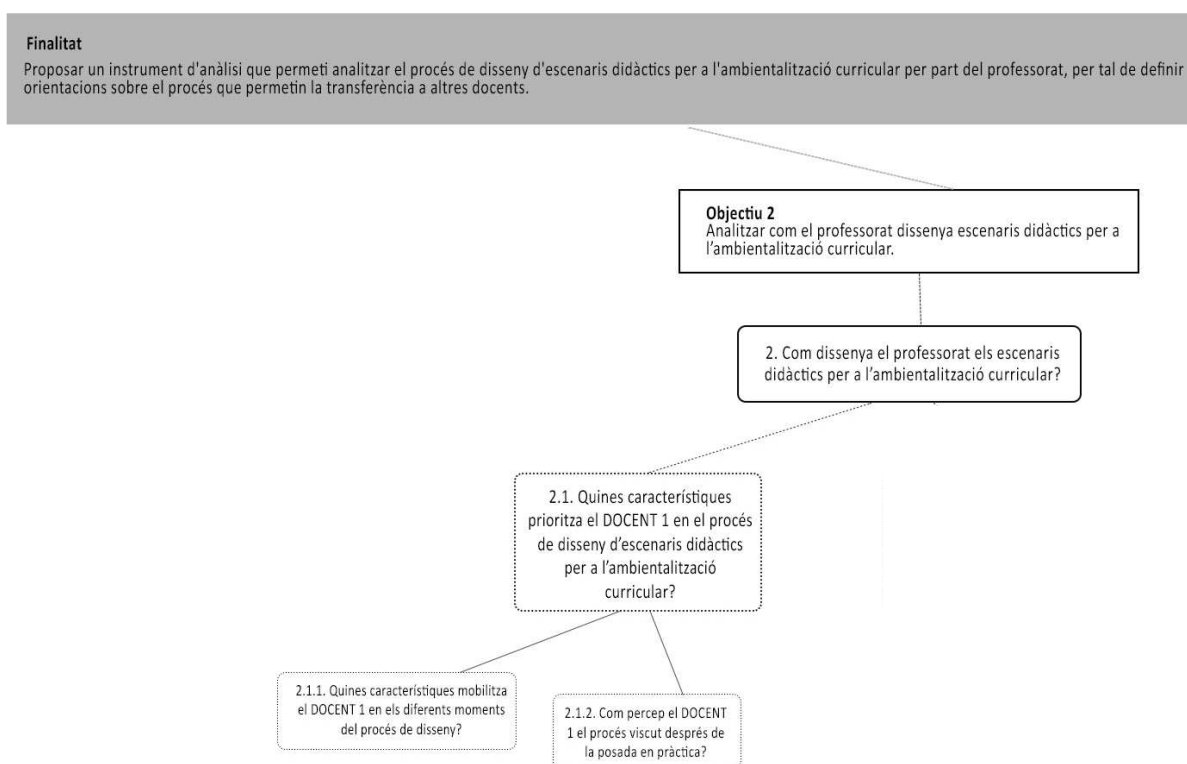 Finalitat
Proposar un instrument d'anàlisi que permeti analitzar el procés de disseny d'escenaris didàctics per a l'ambientalització curricular per part del professorat, per tal de definir
orientacions sobre el procés que permetin la transferència a altres docents.
Objectiu 2
Analitzar com el professorat dissenya escenaris didàctics per a
l'ambientalització curricular.
2. Com dissenya el professorat els escenaris
didàctics per a l'ambientalització curricular?
2.1. Quines característiques
prioritza el DOCENT 1 en el procés
de disseny d'escenaris didàctics
per a l'ambientalització
curricular?
2.1.1. Quines característiques mobilitza
el DOCENT 1 en els diferents moments
del procés de disseny?
2.1.2. Com percep el DOCENT
1 el procés viscut després de
la posada en pràctica?